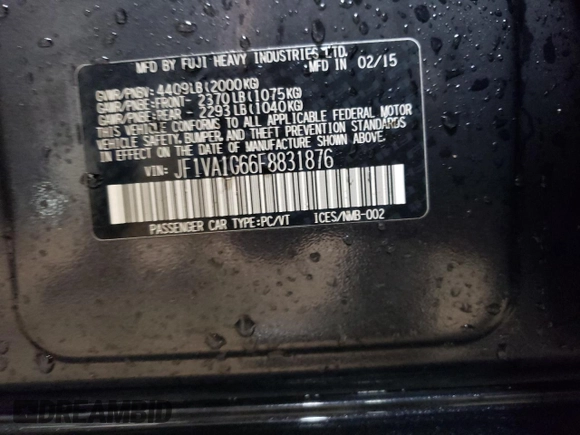 MFD BY FUJI HEAVY INDUSTRIES LTD.
MFD IN 02/15
GVWR/PNBV- 4409LB(2000KG)
GAWR/PNBE-FRONT- 2370LB(1075KG)
GAWR/PNBE-REAR - 2293LB(1040KG)
THIS VEHICLE CONFORMS TO ALL APPLICABLE FEDERAL MOTOR
VEHICLE SAFETY, BUMPER, AND THEFT PREVENTION STANDARDS
IN EFFECT ON THE DATE OF MANUFACTURE SHOWN ABOVE.
VIN: JF1VA1G66F8831876
PASSENGER CAR TYPE:PC/VT ICES/NMB-002
DREAMBID